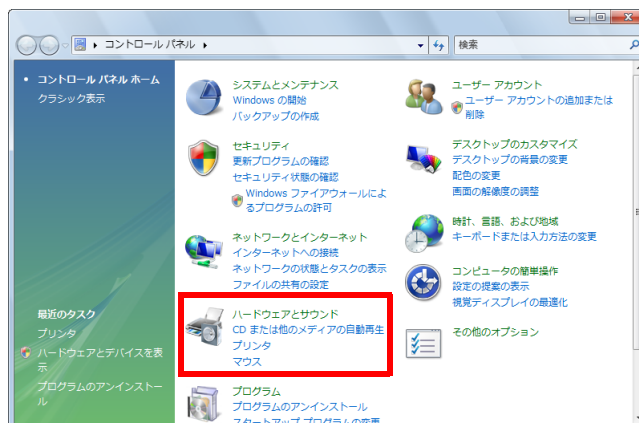 コントロール パネル
検索
コントロール パネル ホーム
クラシック表示
最近のタスク
プリンタ
ハードウェアとデバイスを表
示
プログラムのアンインストー
ル
システムとメンテナンス
Windows の開始
バックアップの作成
セキュリティ
更新プログラムの確認
セキュリティ状態の確認
Windows ファイアウォールによ
るプログラムの許可
ネットワークとインターネット
インターネットへの接続
ネットワークの状態とタスクの表示
ファイルの共有の設定
ハードウェアとサウンド
CD または他のメディアの自動再生
プリンタ
マウス
プログラム
プログラムのアンインストール
スタートアップ プログラムの変更
ユーザー アカウント
ユーザー アカウントの追加または
削除
デスクトップのカスタマイズ
デスクトップの背景の変更
配色の変更
画面の解像度の調整
時計、言語、および地域
キーボードまたは入力方法の変更
コンピュータの簡単操作
設定の提案の表示
視覚ディスプレイの最適化
その他のオプション